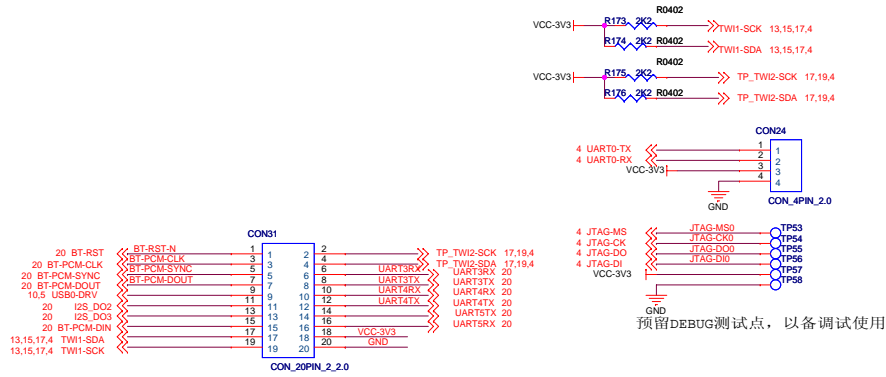 R0402
VCC-3V3 R173 2K2 TWI1-SCK 13,15,17,4
R174 2K2 R0402 TWI1-SDA 13,15,17,4
R0402
VCC-3V3 R175 2K2 TP_TWI2-SCK 17,19,4
R176 2K2 R0402 TP_TWI2-SDA 17,19,4
CON24
4 UART0-TX 1 1
4 UART0-RX 2 2
VCC-3V3 3 3
4 4
GND
CON_4PIN_2.0
4 JTAG-MS JTAG-MS0 TP53
4 JTAG-CK JTAG-CK0 TP54
4 JTAG-DO JTAG-DO0 TP55
4 JTAG-DI JTAG-DI0 TP56
VCC-3V3 TP57
TP58
GND
预留DEBUG测试点，以备调试使用
CON31
20 BT-RST BT-RST-N 1 1 2 2 TP_TWI2-SCK 17,19,4
20 BT-PCM-CLK BT-PCM-CLK 3 3 4 4 TP_TWI2-SDA 17,19,4
20 BT-PCM-SYNC BT-PCM-SYNC 5 5 6 6 UART3RX UART3RX 20
20 BT-PCM-DOUT BT-PCM-DOUT 7 7 8 8 UART3TX UART3TX 20
10,5 USB0-DRV 9 9 10 10 UART4RX UART4RX 20
20 I2S_DO2 11 11 12 12 UART4TX UART4TX 20
20 I2S_DO3 13 13 14 14 UART5TX 20
20 BT-PCM-DIN 15 15 16 16 UART5RX 20
13,15,17,4 TWI1-SDA 17 17 18 18 VCC-3V3
13,15,17,4 TWI1-SCK 19 19 20 20 GND
CON_20PIN_2_2.0